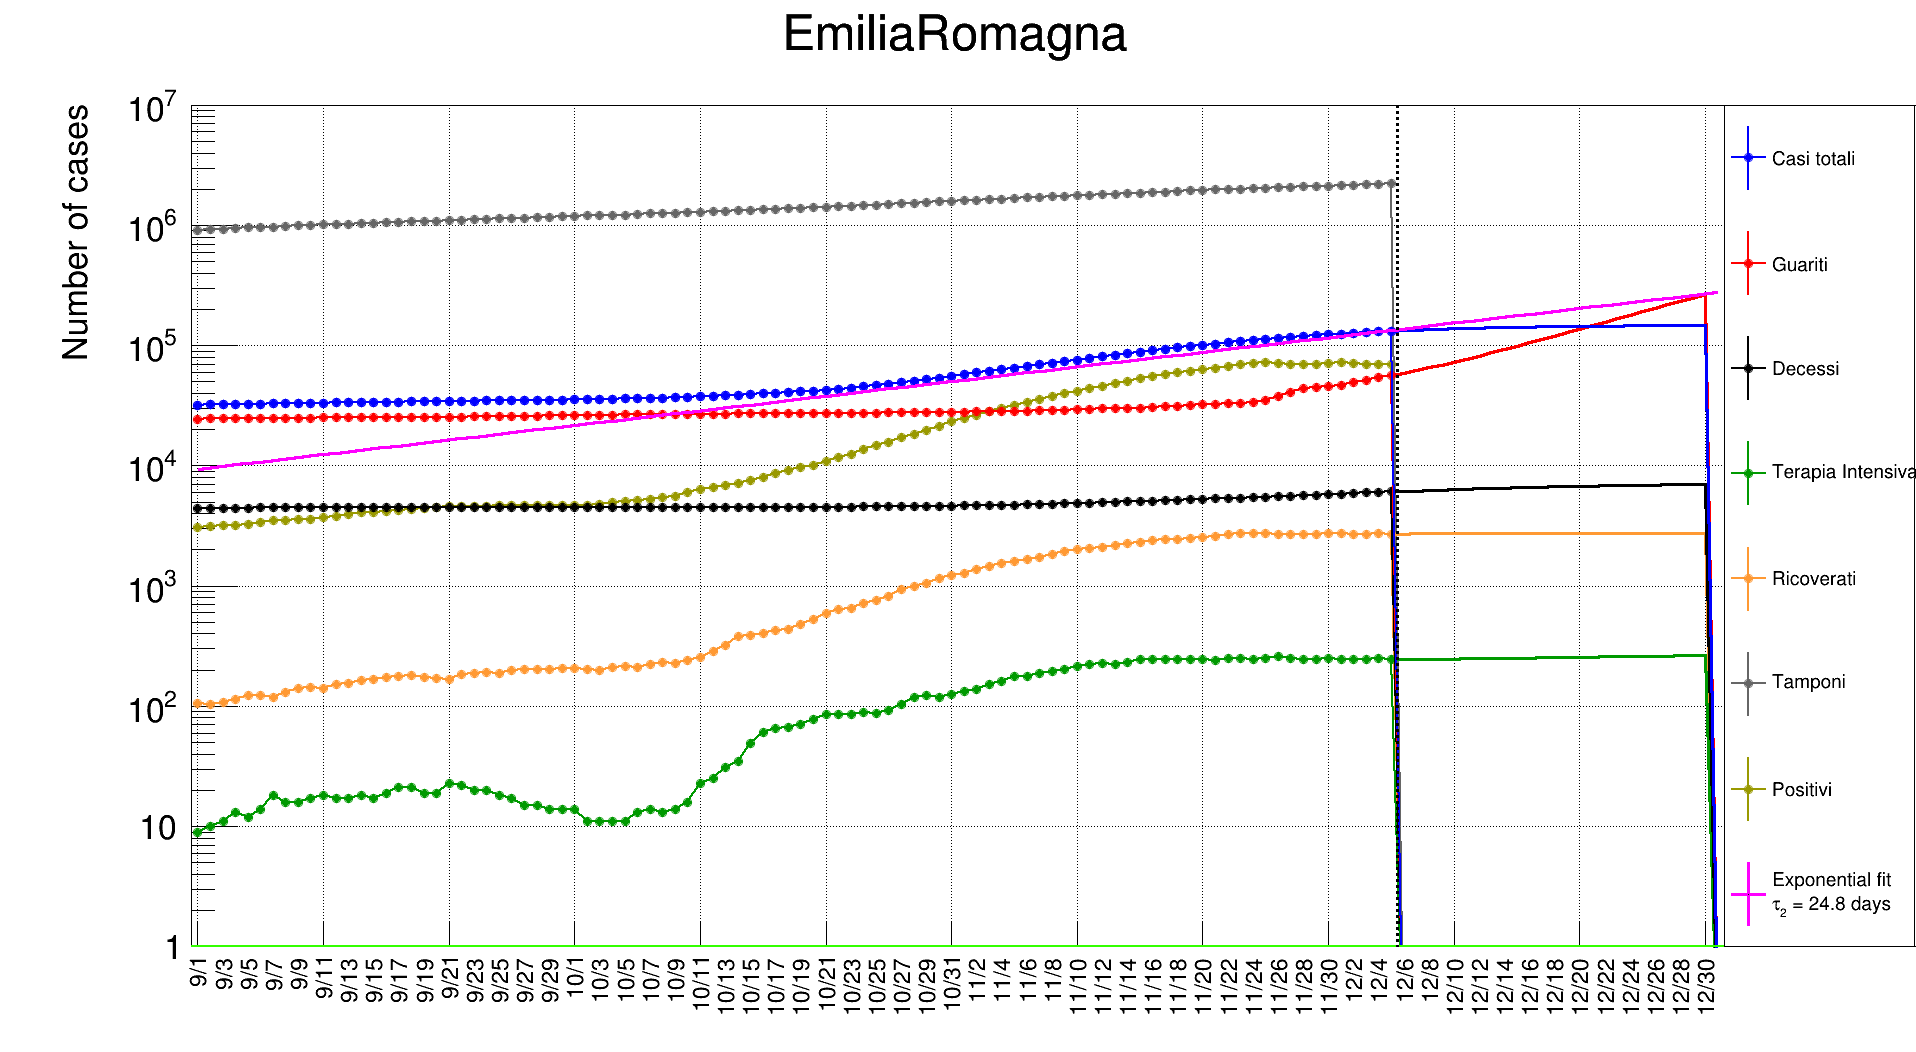 EmiliaRomagna
Number of cases
10^7
10^6
10^5
10^4
10^3
10^2
10
1
9/1 9/3 9/5 9/7 9/9 9/11 9/13 9/15 9/17 9/19 9/21 9/23 9/25 9/27 9/29 10/1 10/3 10/5 10/7 10/9 10/11 10/13 10/15 10/17 10/19 10/21 10/23 10/25 10/27 10/29 10/31 11/2 11/4 11/6 11/8 11/10 11/12 11/14 11/16 11/18 11/20 11/22 11/24 11/26 11/28 11/30 12/2 12/4 12/6 12/8 12/10 12/12 12/14 12/16 12/18 12/20 12/22 12/24 12/26 12/28 12/30
Casi totali
Guariti
Decessi
Terapia Intensiva
Ricoverati
Tamponi
Positivi
Exponential fit
τ_2 = 24.8 days